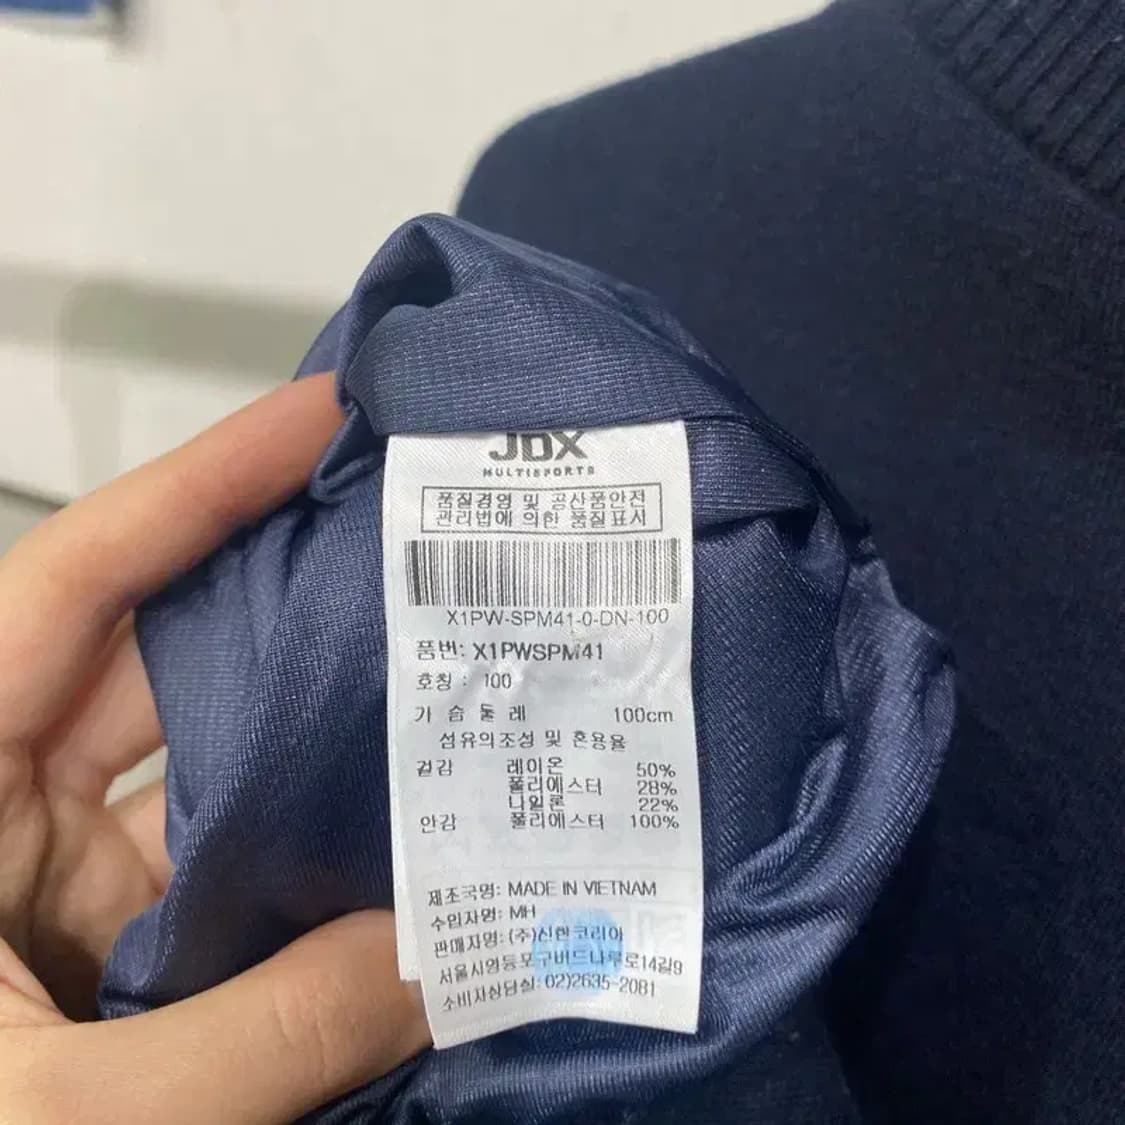 JDX
MULTISPORTS
품질경영 및 공산품안전
관리법에 의한 품질표시
X1PW-SPM41-0-DN-100
품번: X1PWSPM41
호칭 : 100
가 슴 둘 레 100cm
섬유의조성 및 혼용율
겉감 레이온 50%
폴리에스터 28%
나일론 22%
안감 폴리에스터 100%
제조국명: MADE IN VIETNAM
수입자명: MH
판매자명: (주)신한코리아
서울시영등포구버드나루로14길9
소비자상담실: 02)2635-2081